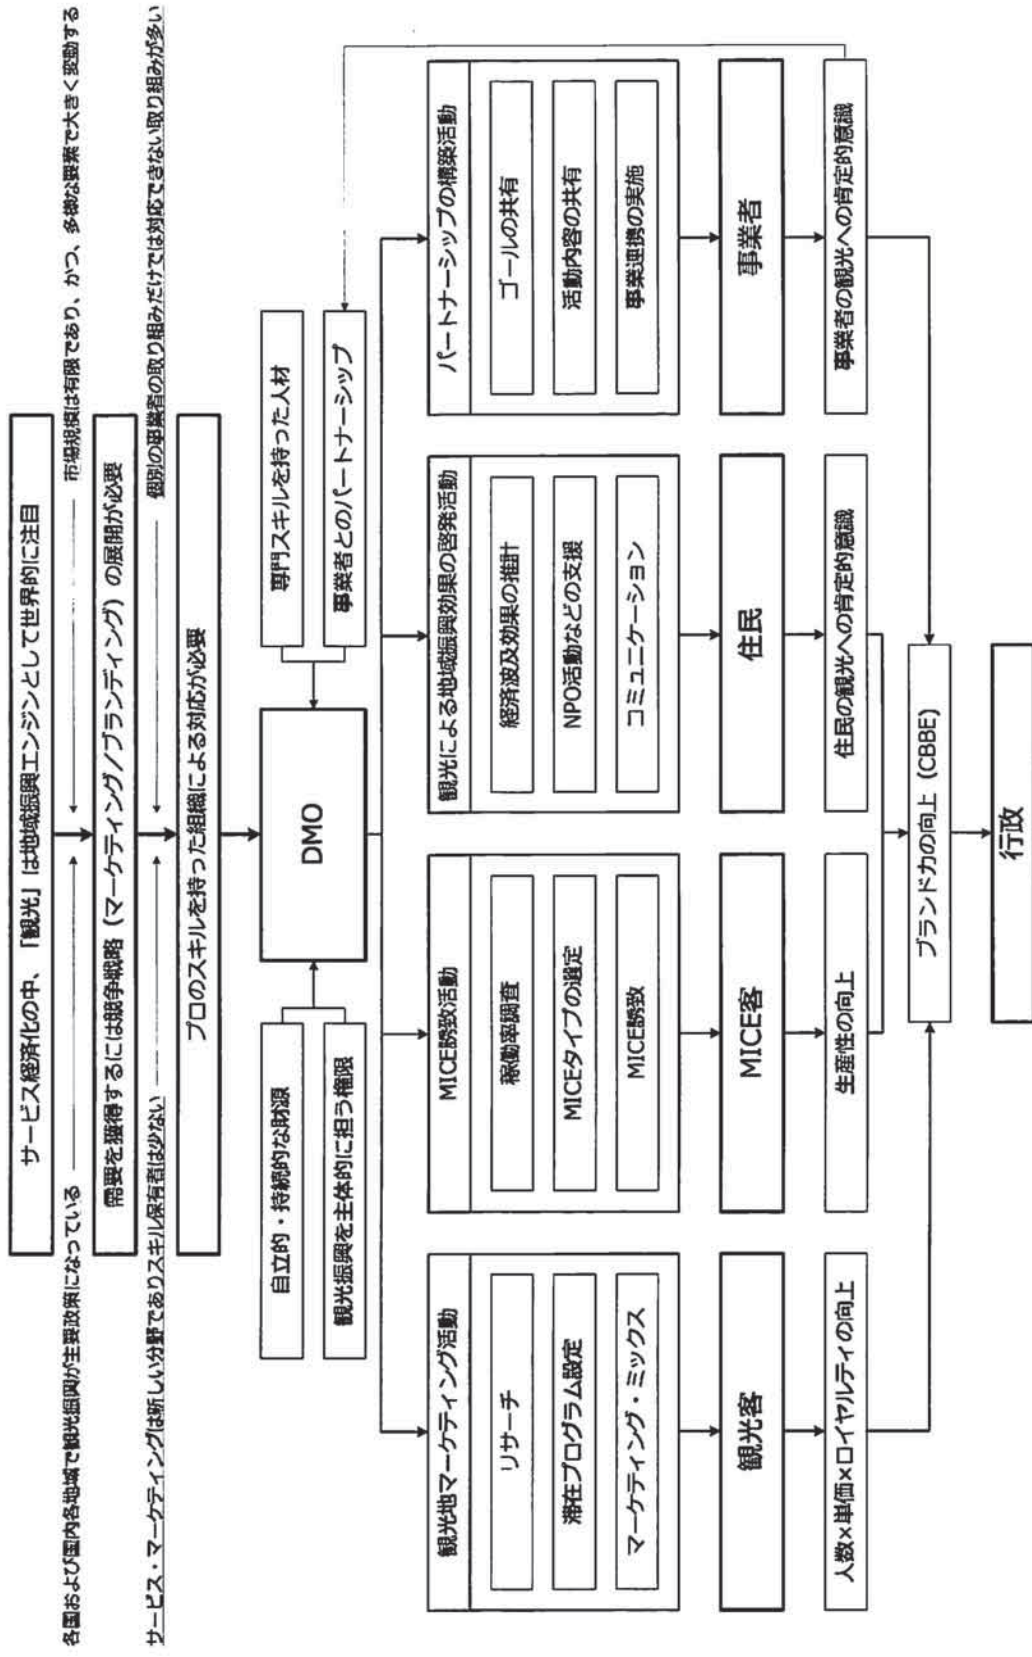 サービス経済化の中、「観光」は地域振興エンジンとして世界的に注目
各国および国内各地域で観光振興が主要政策になっている
市場規模は有限であり、かつ、多様な要素で大きく変動する
需要を獲得するには競争戦略（マーケティング／ブランディング）の展開が必要
サービス・マーケティングは新しい分野でありスキル保有者は少ない
個別の事業者の取り組みだけでは対応できない取り組みが多い
プロのスキルを持った組織による対応が必要
自立的・持続的な財源
観光振興を主体的に担う権限
DMO
専門スキルを持った人材
事業者とのパートナーシップ
観光地マーケティング活動
リサーチ
滞在プログラム設定
マーケティング・ミックス
観光客
人数×単価×ロイヤルティの向上
MICE誘致活動
稼働率調査
MICEタイプの選定
MICE誘致
MICE客
生産性の向上
観光による地域振興効果の啓発活動
経済波及効果の推計
NPO活動などの支援
コミュニケーション
住民
住民の観光への肯定的意識
パートナーシップの構築活動
ゴールの共有
活動内容の共有
事業連携の実施
事業者
事業者の観光への肯定的意識
ブランド力の向上（CBBE）
行政